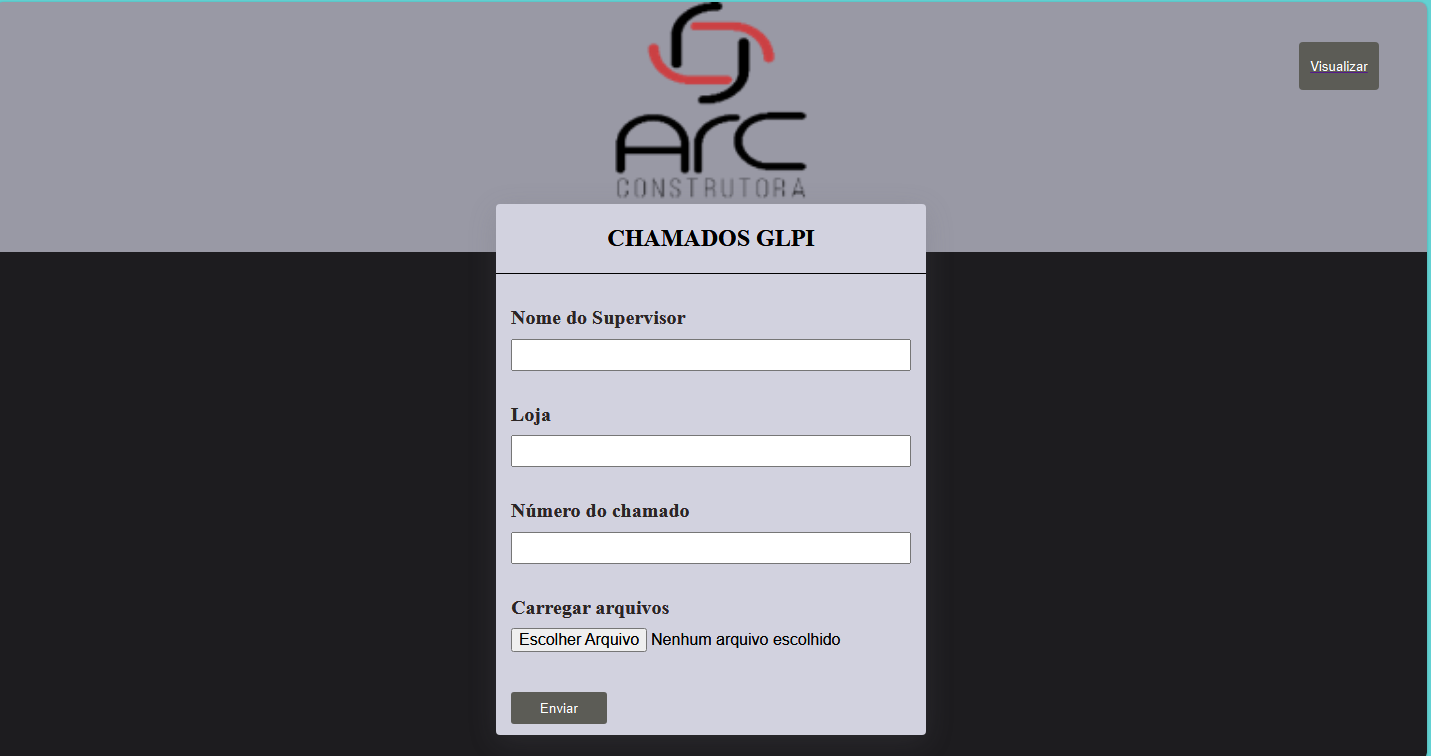 Visualizar
ARC
CONSTRUTORA
CHAMADOS GLPI
Nome do Supervisor
Loja
Número do chamado
Carregar arquivos
Escolher Arquivo Nenhum arquivo escolhido
Enviar